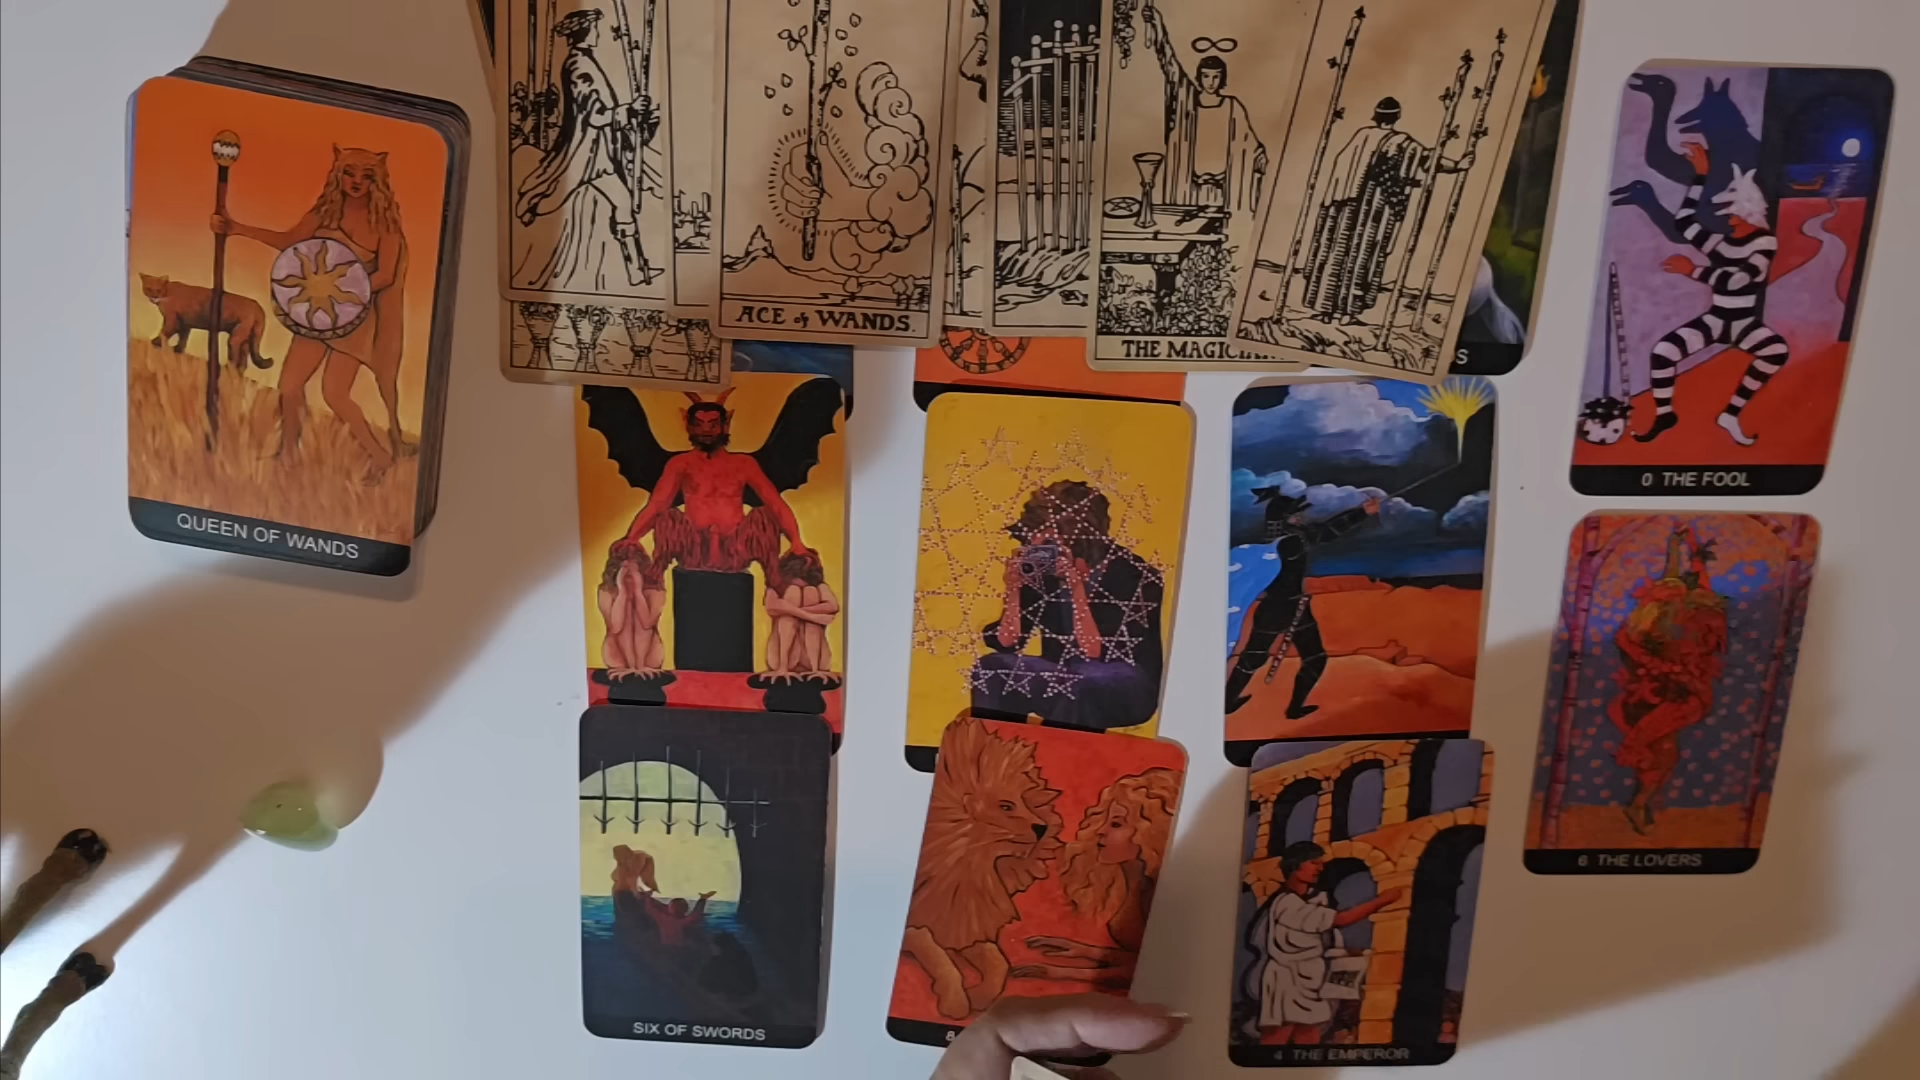 ACE of WANDS.
THE MAGICIAN
S
0 THE FOOL
QUEEN OF WANDS
6 THE LOVERS
SIX OF SWORDS
4 THE EMPEROR